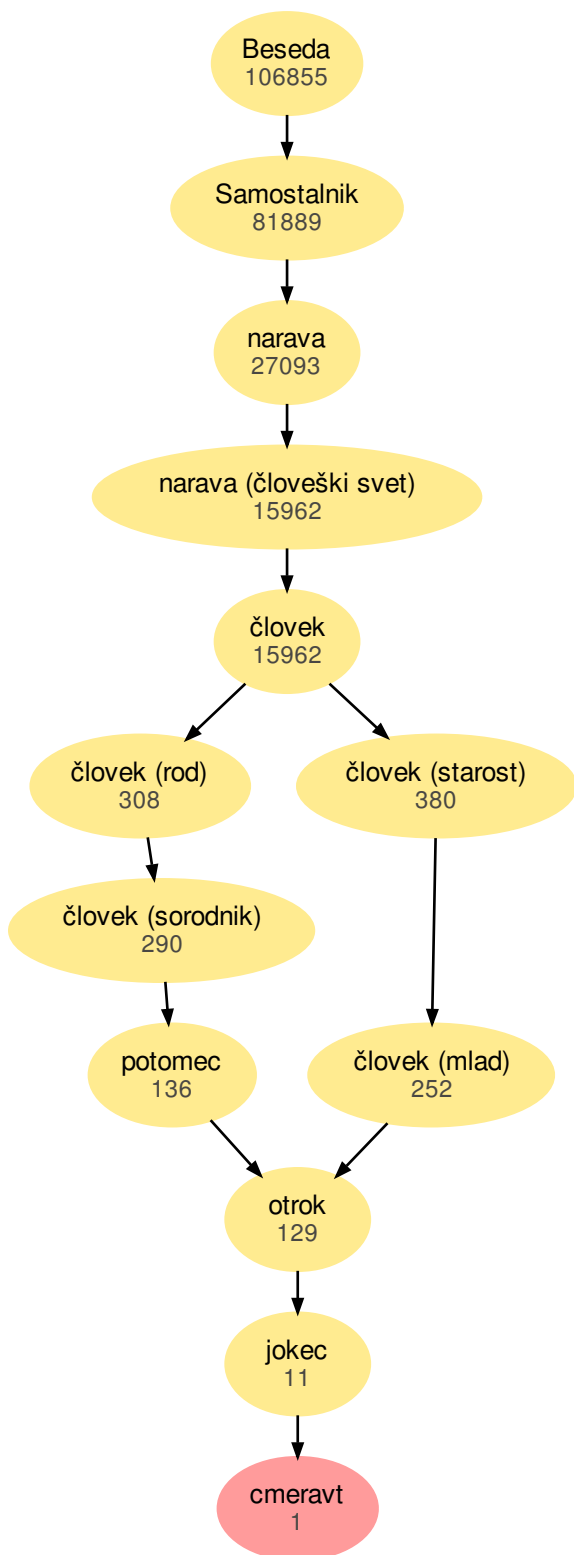 Beseda
106855
Samostalnik
81889
narava
27093
narava (človeški svet)
15962
človek
15962
človek (rod)
308
človek (starost)
380
človek (sorodnik)
290
potomec
136
človek (mlad)
252
otrok
129
jokec
11
cmeravt
1